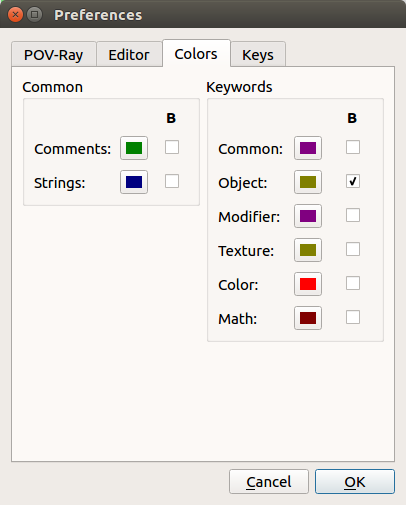 Preferences
POV-Ray Editor Colors Keys
Common
B
Comments:
Strings:
Keywords
B
Common:
Object:
Modifier:
Texture:
Color:
Math:
Cancel OK